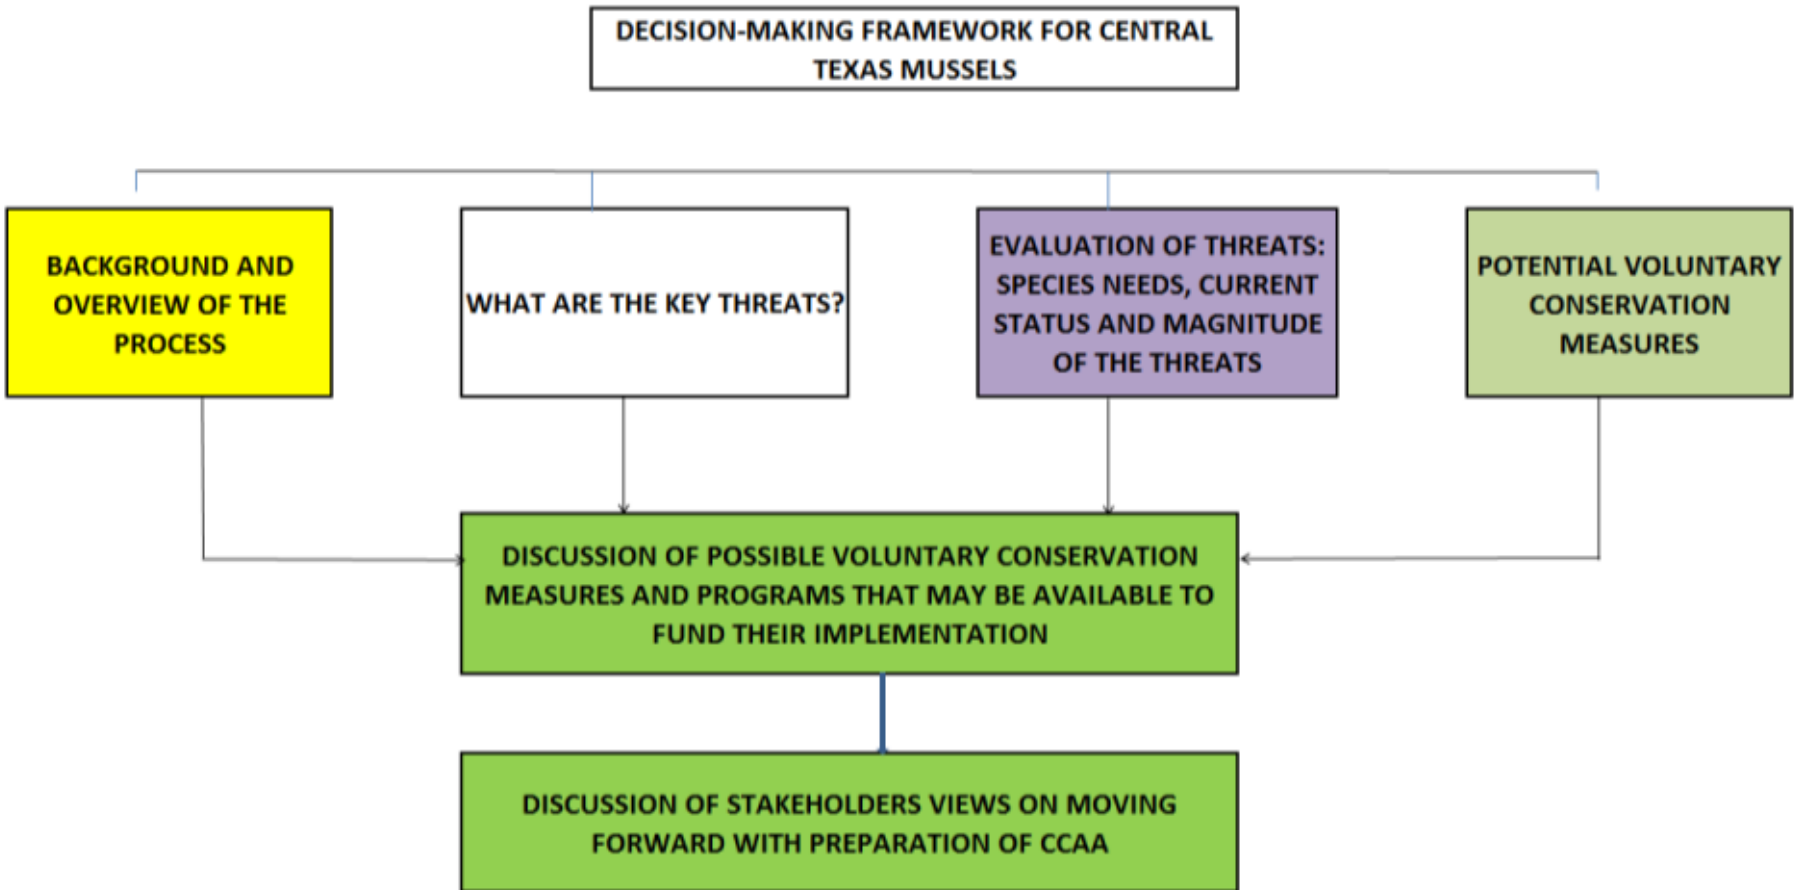 DECISION-MAKING FRAMEWORK FOR CENTRAL
TEXAS MUSSELS
BACKGROUND AND
OVERVIEW OF THE
PROCESS
WHAT ARE THE KEY THREATS?
EVALUATION OF THREATS:
SPECIES NEEDS, CURRENT
STATUS AND MAGNITUDE
OF THE THREATS
POTENTIAL VOLUNTARY
CONSERVATION
MEASURES
DISCUSSION OF POSSIBLE VOLUNTARY CONSERVATION
MEASURES AND PROGRAMS THAT MAY BE AVAILABLE TO
FUND THEIR IMPLEMENTATION
DISCUSSION OF STAKEHOLDERS VIEWS ON MOVING
FORWARD WITH PREPARATION OF CCAA